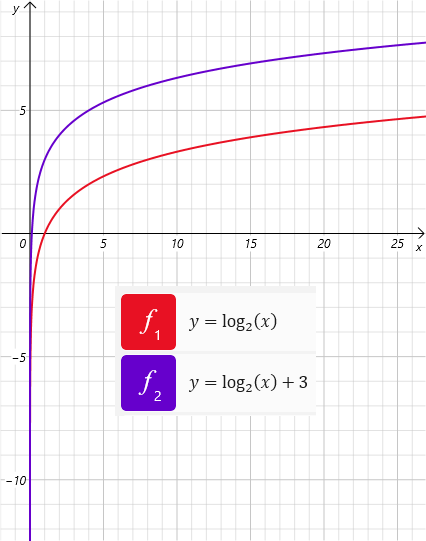 y
5
0 5 10 15 20 25
x
f₁ y = log₂(x)
−5
f₂ y = log₂(x) + 3
−10